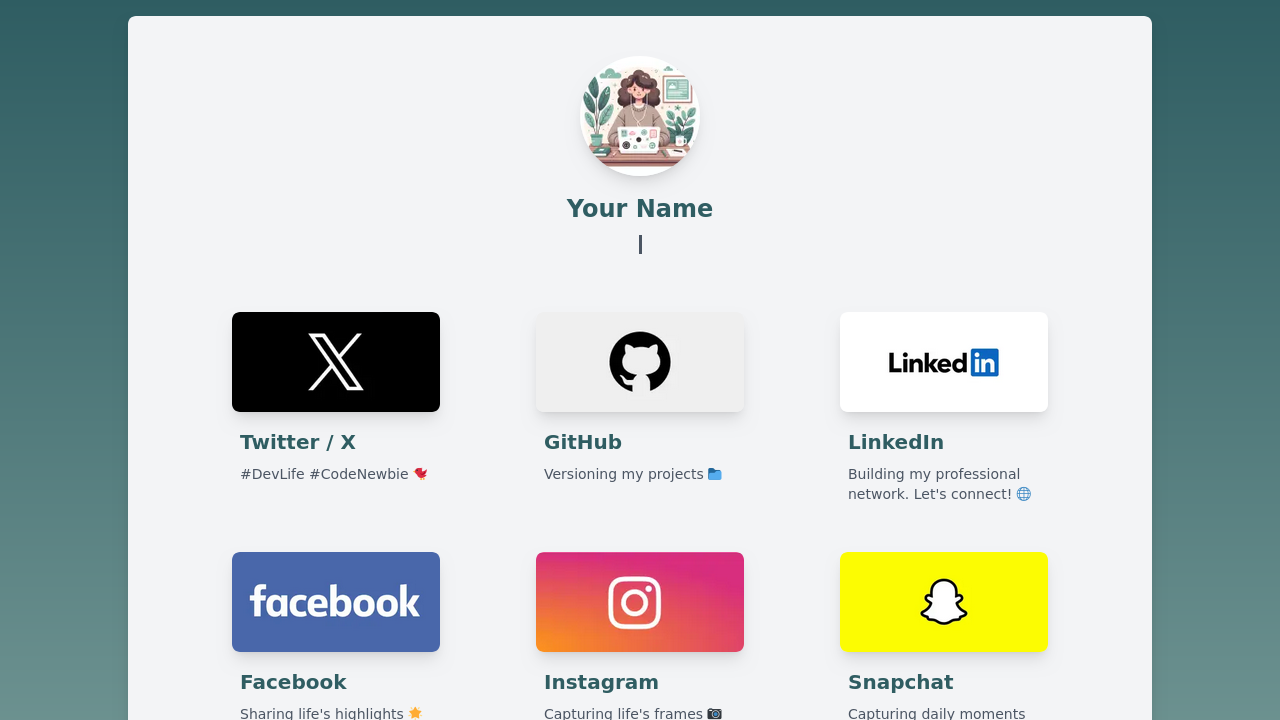 Your Name
Linked in
Twitter / X
GitHub
LinkedIn
#DevLife #CodeNewbie
Versioning my projects
Building my professional
network. Let's connect!
facebook
Facebook
Instagram
Snapchat
Sharing life's highlights
Capturing life's frames
Capturing daily moments